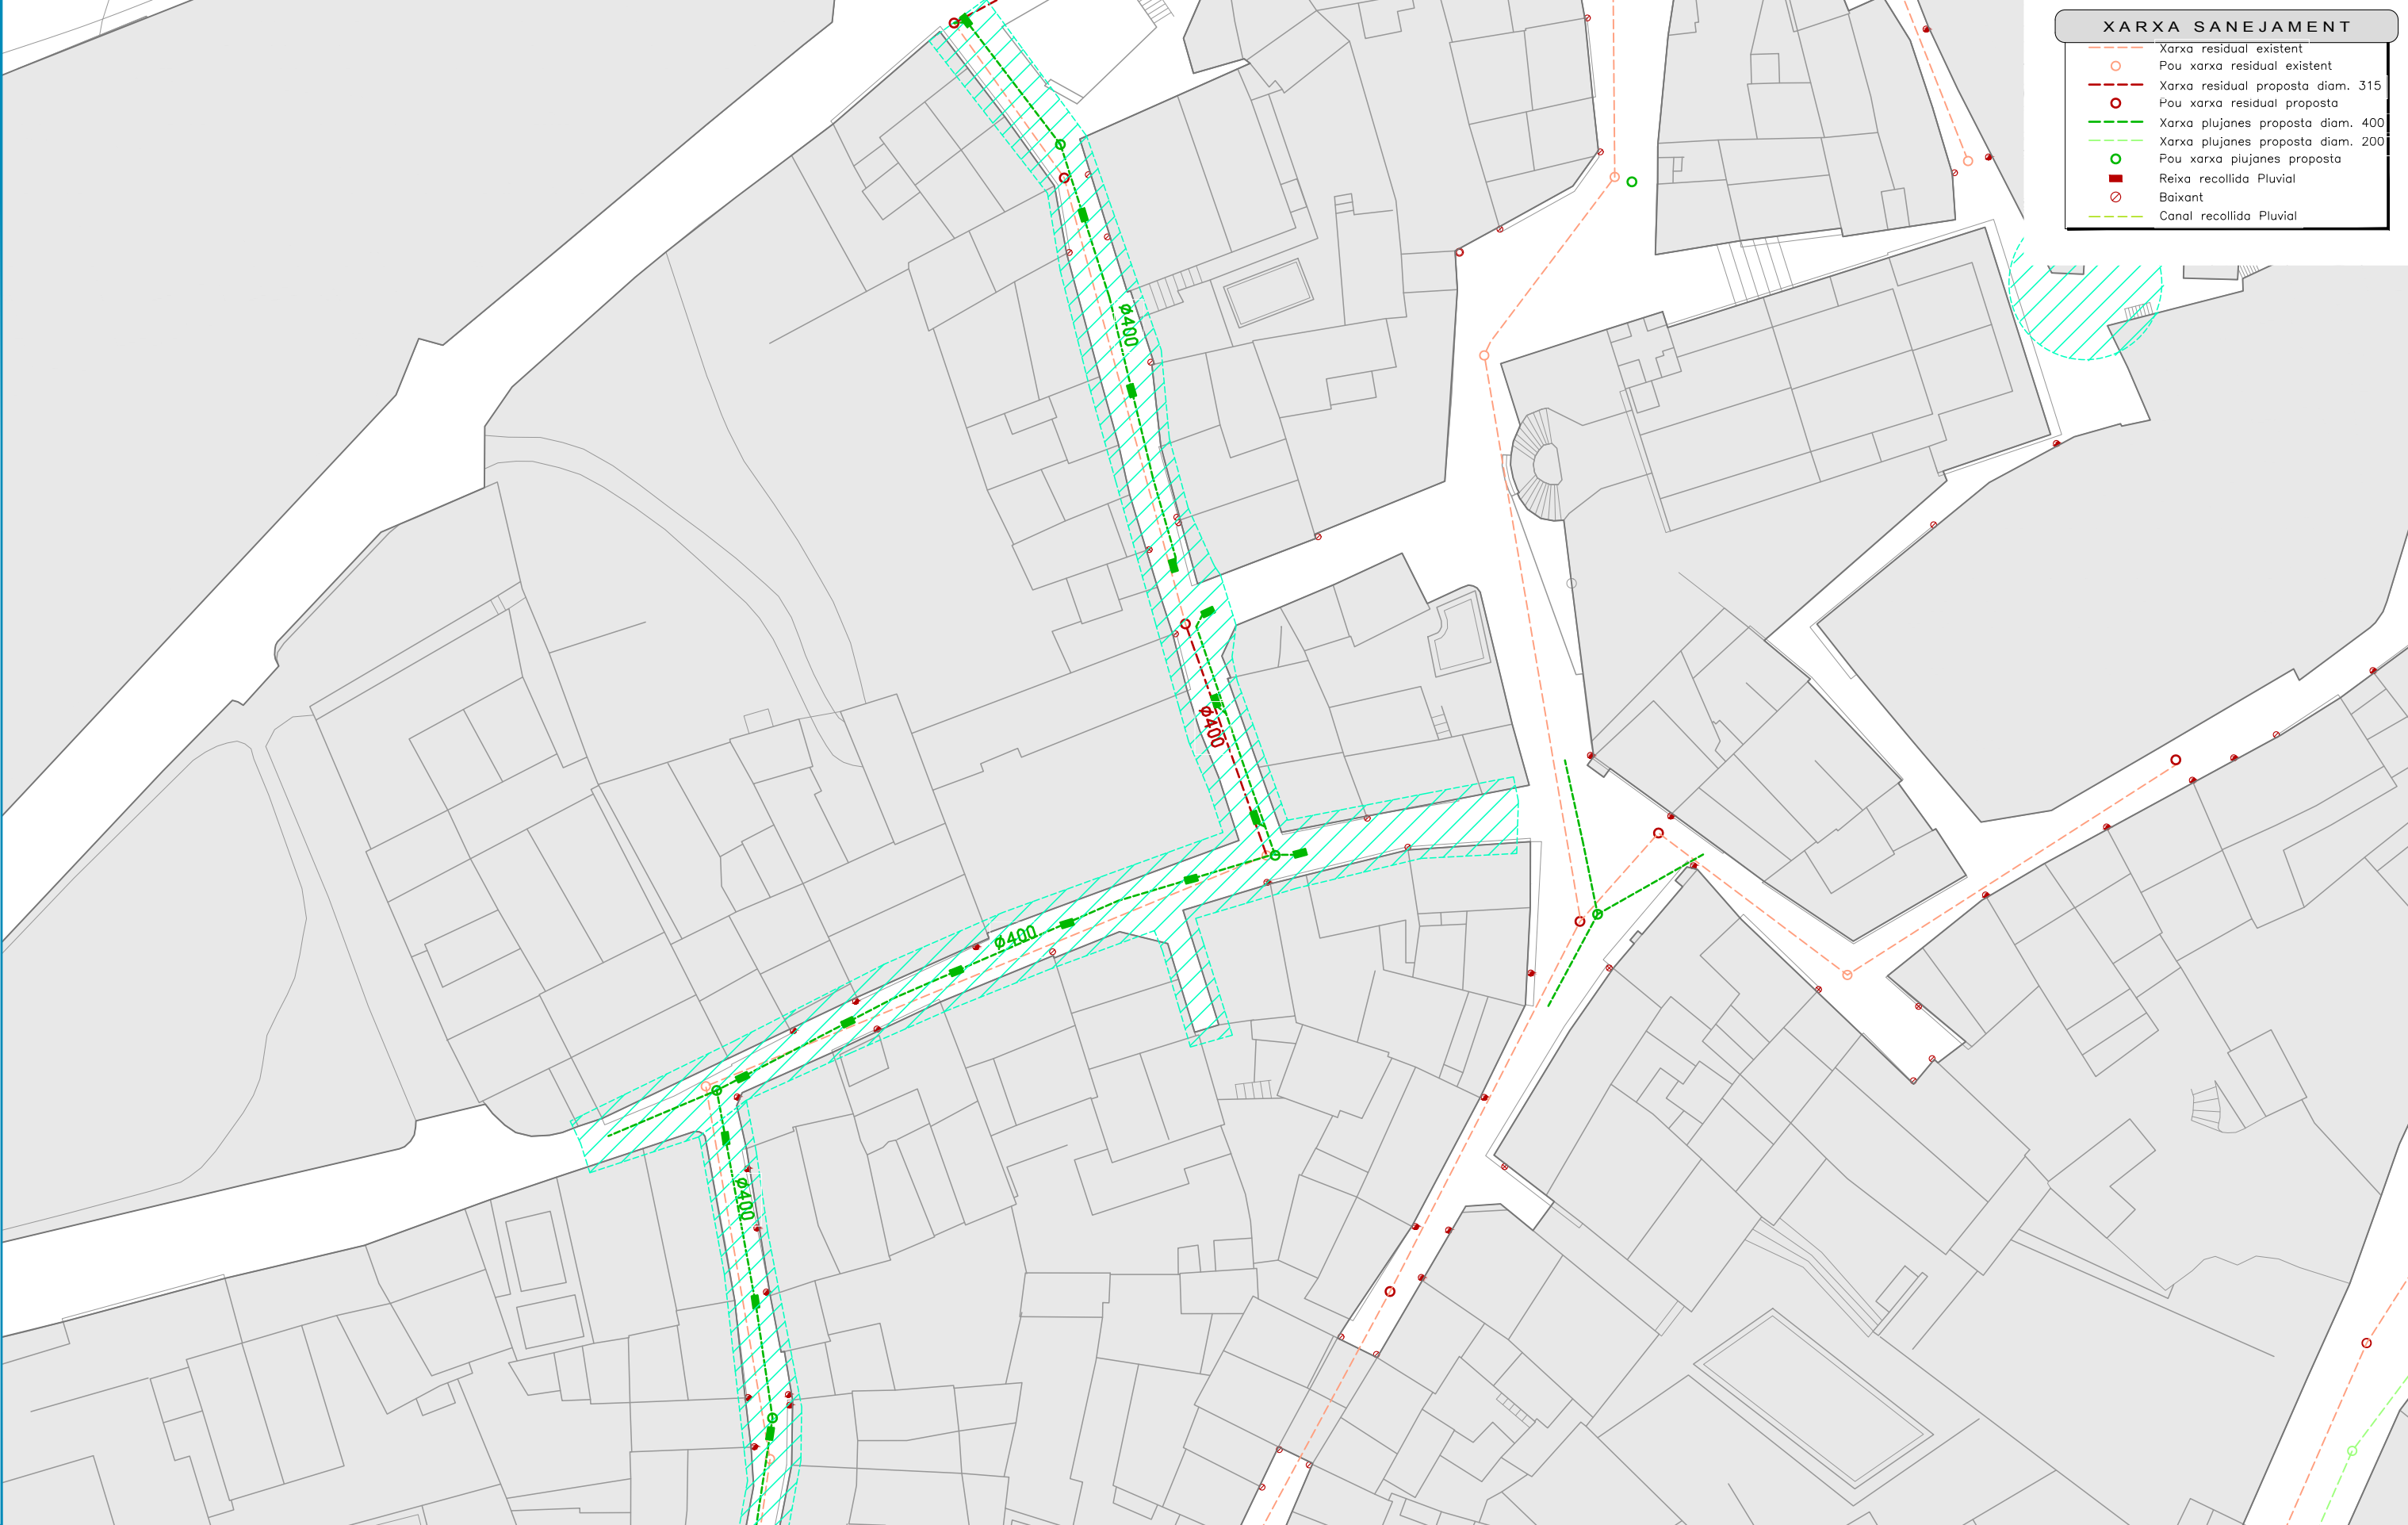 XARXA SANEJAMENT
Xarxa residual existent
Pou xarxa residual existent
Xarxa residual proposta diam. 315
Pou xarxa residual proposta
Xarxa plujanes proposta diam. 400
Xarxa plujanes proposta diam. 200
Pou xarxa plujanes proposta
Reixa recollida Pluvial
Baixant
Canal recollida Pluvial
ø400
ø400
ø400
ø400